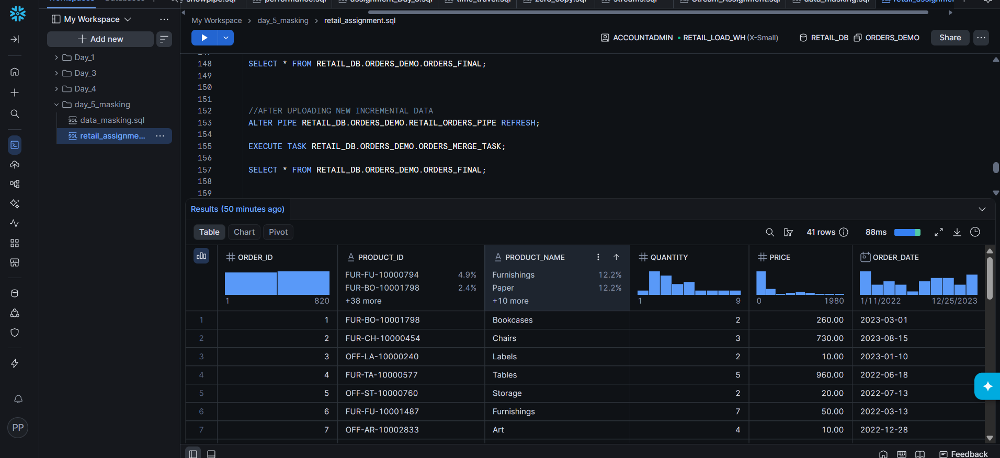 Workspaces Databases
showpipe.sql performance.sql assignment_Day_3.sql time_travel.sql zero_copy.sql streams.sql Stream_Assignment.sql data_masking.sql retail_assignmer
My Workspace
Add new
Day_1
Day_3
Day_4
day_5_masking
SQL data_masking.sql
SQL retail_assignme... ...
My Workspace > day_5_masking > retail_assignment.sql
ACCOUNTADMIN RETAIL_LOAD_WH (X-Small) RETAIL_DB ORDERS_DEMO Share
148 SELECT * FROM RETAIL_DB.ORDERS_DEMO.ORDERS_FINAL;
149
150
151
152 //AFTER UPLOADING NEW INCREMENTAL DATA
153 ALTER PIPE RETAIL_DB.ORDERS_DEMO.RETAIL_ORDERS_PIPE REFRESH;
154
155 EXECUTE TASK RETAIL_DB.ORDERS_DEMO.ORDERS_MERGE_TASK;
156
157 SELECT * FROM RETAIL_DB.ORDERS_DEMO.ORDERS_FINAL;
158
159
Results (50 minutes ago)
Table Chart Pivot 41 rows 88ms
ORDER_ID PRODUCT_ID PRODUCT_NAME QUANTITY PRICE ORDER_DATE
FUR-FU-10000794 4.9% Furnishings 12.2%
FUR-BO-10001798 2.4% Paper 12.2%
1 820 +38 more +10 more 1 9 0 1980 1/11/2022 12/25/2023
1 1 FUR-BO-10001798 Bookcases 2 260.00 2023-03-01
2 2 FUR-CH-10000454 Chairs 3 730.00 2023-08-15
3 3 OFF-LA-10000240 Labels 2 10.00 2023-01-10
4 4 FUR-TA-10000577 Tables 5 960.00 2022-06-18
5 5 OFF-ST-10000760 Storage 2 20.00 2022-07-13
6 6 FUR-FU-10001487 Furnishings 7 50.00 2022-03-13
7 7 OFF-AR-10002833 Art 4 10.00 2022-12-28
PP
Feedback